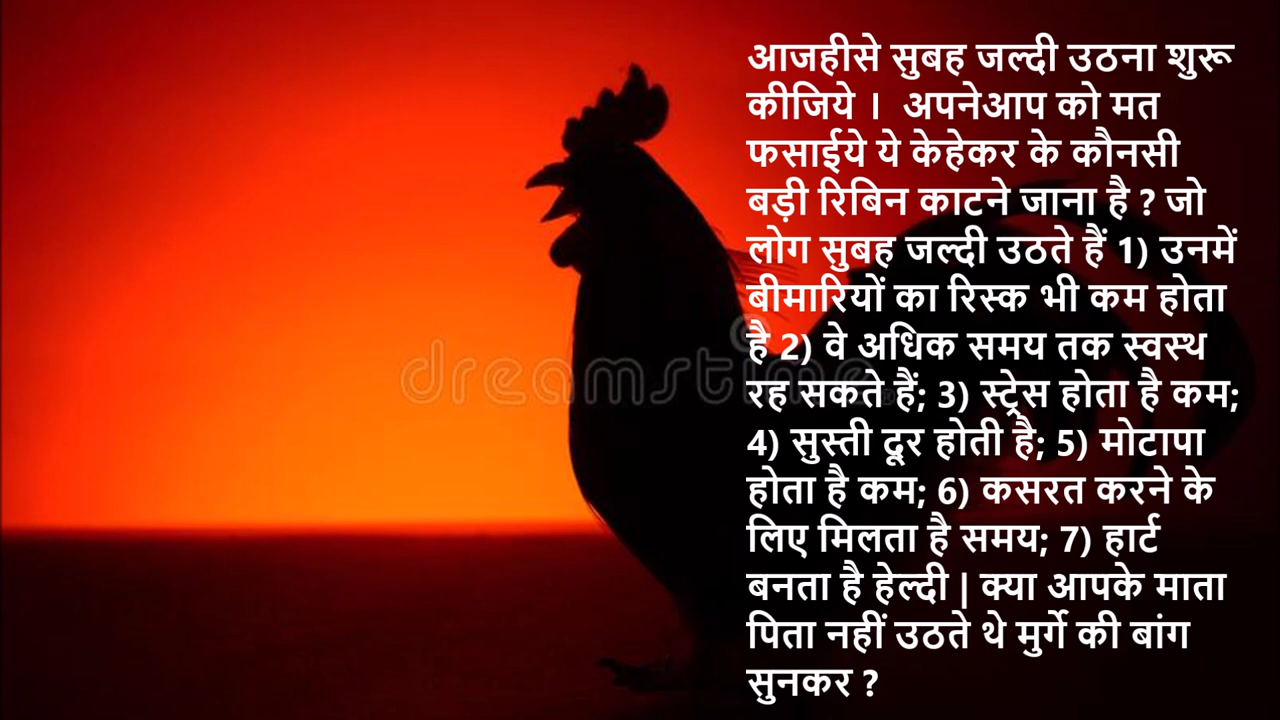 आजहीसे सुबह जल्दी उठना शुरू
कीजिये । अपनेआप को मत
फसाईये ये केहेकर के कौनसी
बड़ी रिबिन काटने जाना है ? जो
लोग सुबह जल्दी उठते हैं 1) उनमें
बीमारियों का रिस्क भी कम होता
है 2) वे अधिक समय तक स्वस्थ
रह सकते हैं; 3) स्ट्रेस होता है कम;
4) सुस्ती दूर होती है; 5) मोटापा
होता है कम; 6) कसरत करने के
लिए मिलता है समय; 7) हार्ट
बनता है हेल्दी | क्या आपके माता
पिता नहीं उठते थे मुर्गे की बांग
सुनकर ?
dreamstime®